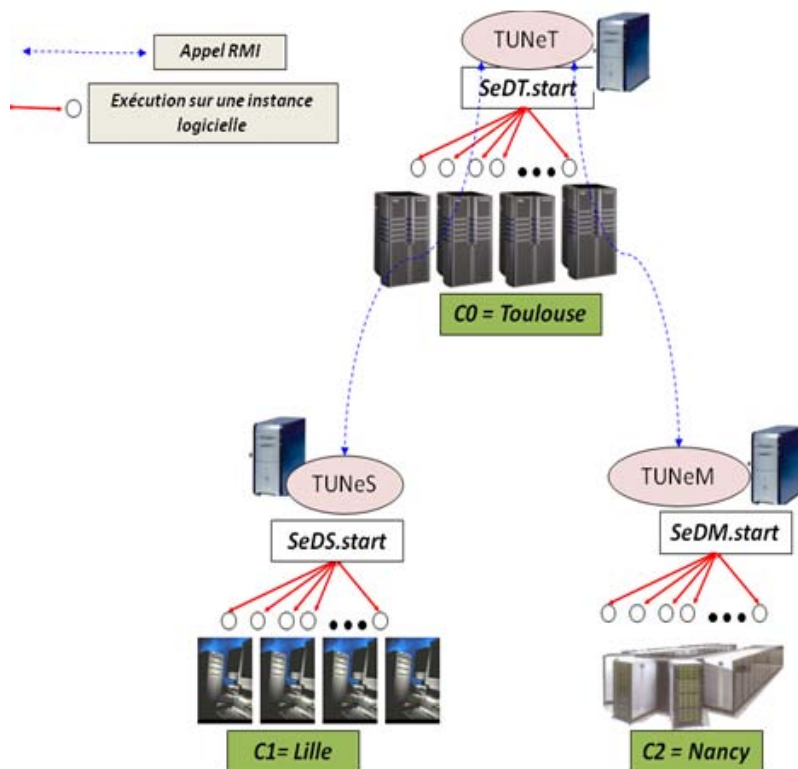 TUNeT
Appel RMI
SeDT.start
Exécution sur une instance
logicielle
C0 = Toulouse
TUNeS
TUNeM
SeDS.start
SeDM.start
C1= Lille
C2 = Nancy